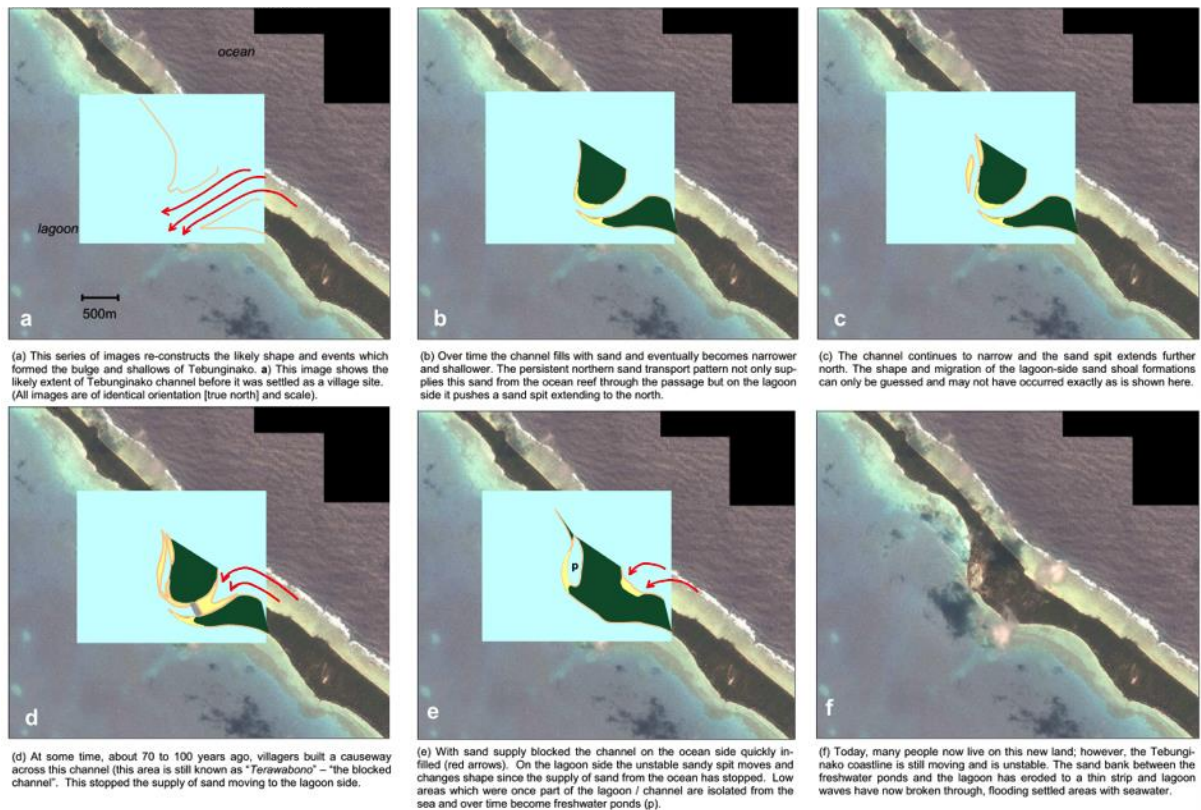 ocean
lagoon
500m
a
b
c
(a) This series of images re-constructs the likely shape and events which
formed the bulge and shallows of Tebunginako. a) This image shows the
likely extent of Tebunginako channel before it was settled as a village site.
(All images are of identical orientation [true north] and scale).
(b) Over time the channel fills with sand and eventually becomes narrower
and shallower. The persistent northern sand transport pattern not only sup-
plies this sand from the ocean reef through the passage but on the lagoon
side it pushes a sand spit extending to the north.
(c) The channel continues to narrow and the sand spit extends further
north. The shape and migration of the lagoon-side sand shoal formations
can only be guessed and may not have occurred exactly as is shown here.
d
p
e
f
(d) At some time, about 70 to 100 years ago, villagers built a causeway
across this channel (this area is still known as “Terawabono” – “the blocked
channel”. This stopped the supply of sand moving to the lagoon side.
(e) With sand supply blocked the channel on the ocean side quickly in-
filled (red arrows). On the lagoon side the unstable sandy spit moves and
changes shape since the supply of sand from the ocean has stopped. Low
areas which were once part of the lagoon / channel are isolated from the
sea and over time become freshwater ponds (p).
(f) Today, many people now live on this new land; however, the Tebungi-
nako coastline is still moving and is unstable. The sand bank between the
freshwater ponds and the lagoon has eroded to a thin strip and lagoon
waves have now broken through, flooding settled areas with seawater.